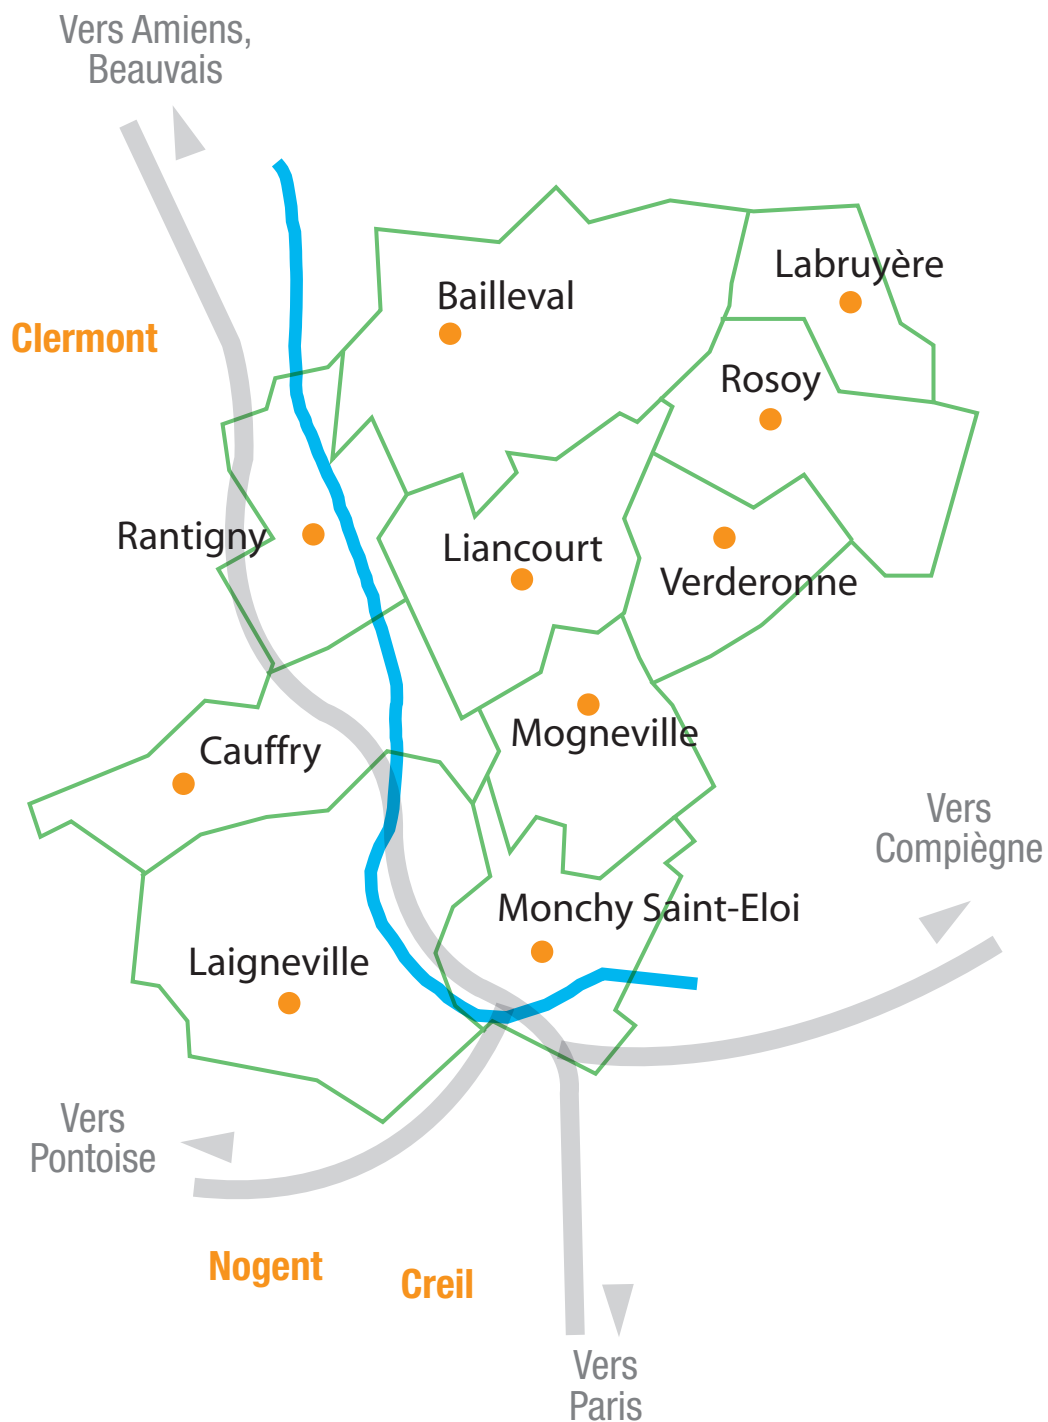 Vers Amiens,
Beauvais
Labruyère
Bailleval
Clermont
Rosoy
Rantigny
Liancourt
Verderonne
Mogneville
Cauffry
Vers
Compiègne
Monchy Saint-Eloi
Laigneville
Vers
Pontoise
Nogent
Creil
Vers
Paris